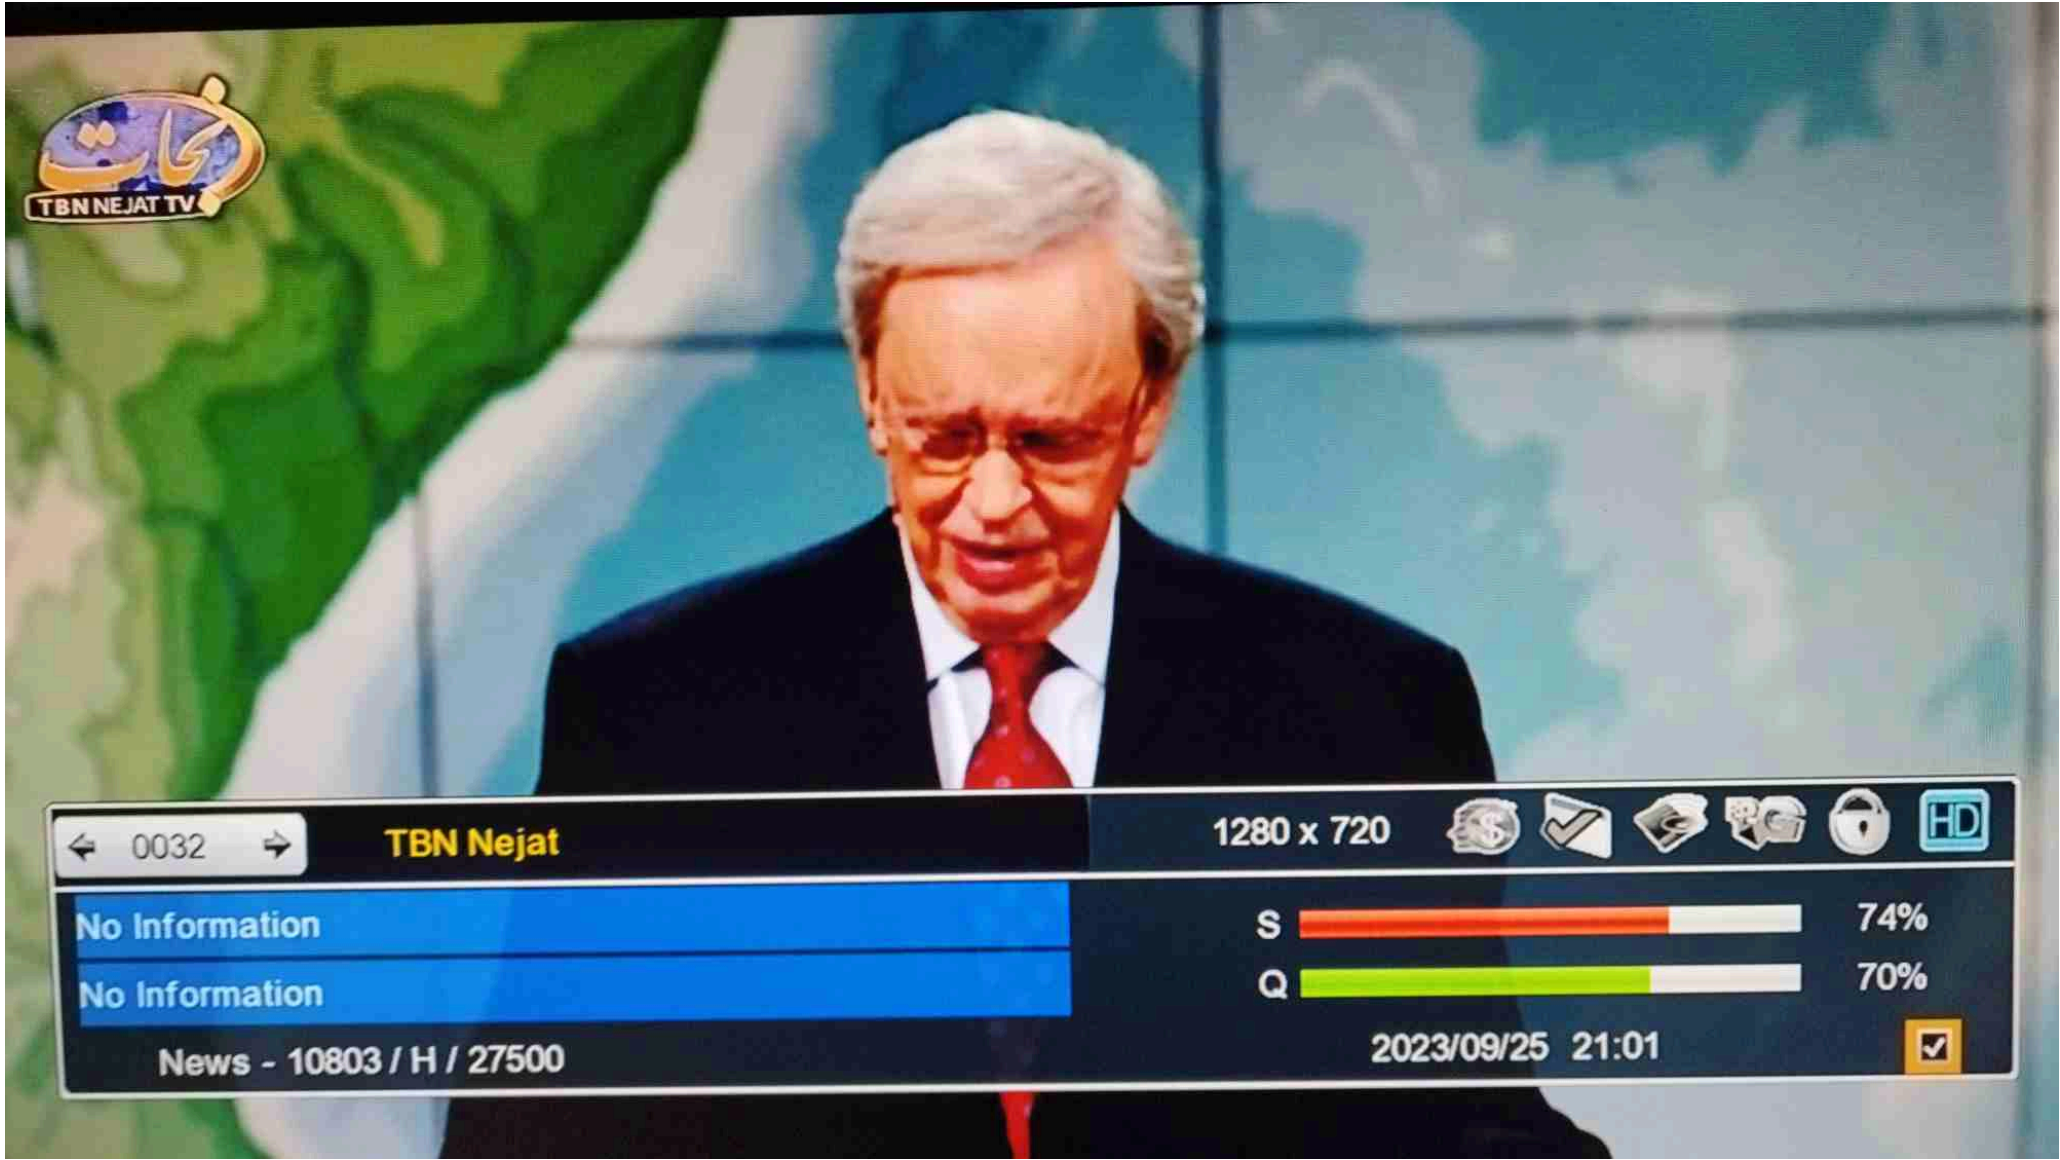 نجات
TBN NEJAT TV
0032
TBN Nejat
1280 x 720
$
HD
No Information
S
74%
No Information
Q
70%
News - 10803 / H / 27500
2023/09/25 21:01